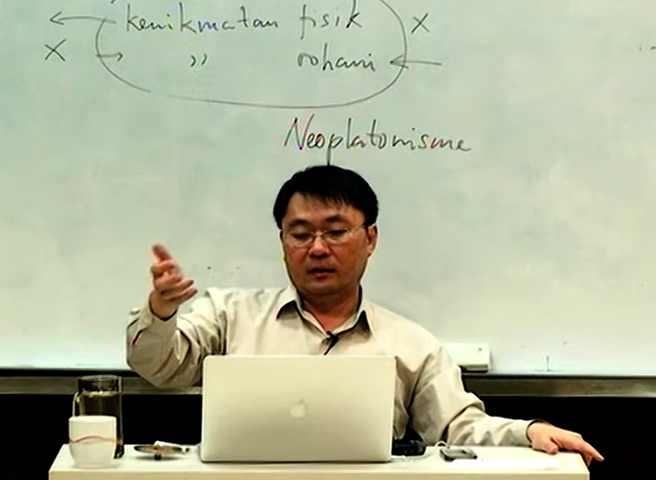 kenikmatan fisik X
X " rohani
Neoplatonisme